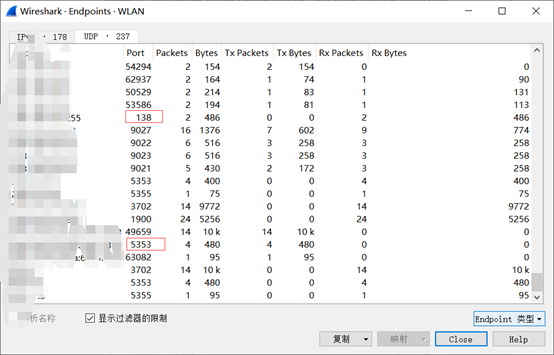 Wireshark · Endpoints · WLAN
IPv · 178 UDP · 237
Port Packets Bytes Tx Packets Tx Bytes Rx Packets Rx Bytes
54294 2 154 2 154 0 0
62937 2 164 1 74 1 90
50529 2 214 1 83 1 131
53586 2 194 1 81 1 113
255 138 2 486 0 0 2 486
9027 16 1376 7 602 9 774
9022 6 516 3 258 3 258
9023 6 516 3 258 3 258
9021 5 430 2 172 3 258
5353 4 400 0 0 4 400
5355 1 75 0 0 1 75
3702 14 9772 0 0 14 9772
1900 24 5256 0 0 24 5256
49659 14 10 k 14 10 k 0 0
5353 4 480 4 480 0 0
63082 1 95 1 95 0 0
3702 14 10 k 0 0 14 10 k
5353 4 480 0 0 4 480
5355 1 95 0 0 1 95
析名称 显示过滤器的限制 Endpoint 类型
复制 映射 Close Help